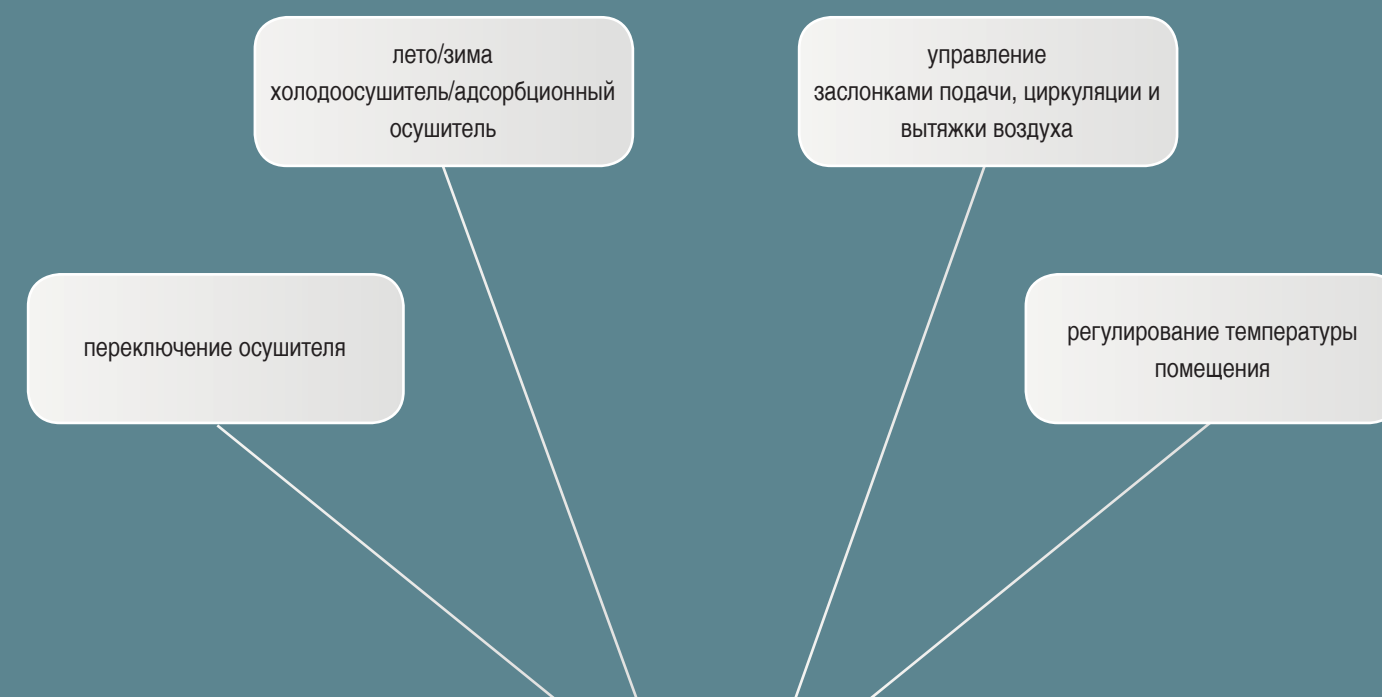 лето/зима
холодоосушитель/адсорбционный
осушитель
управление
заслонками подачи, циркуляции и
вытяжки воздуха
переключение осушителя
регулирование температуры
помещения